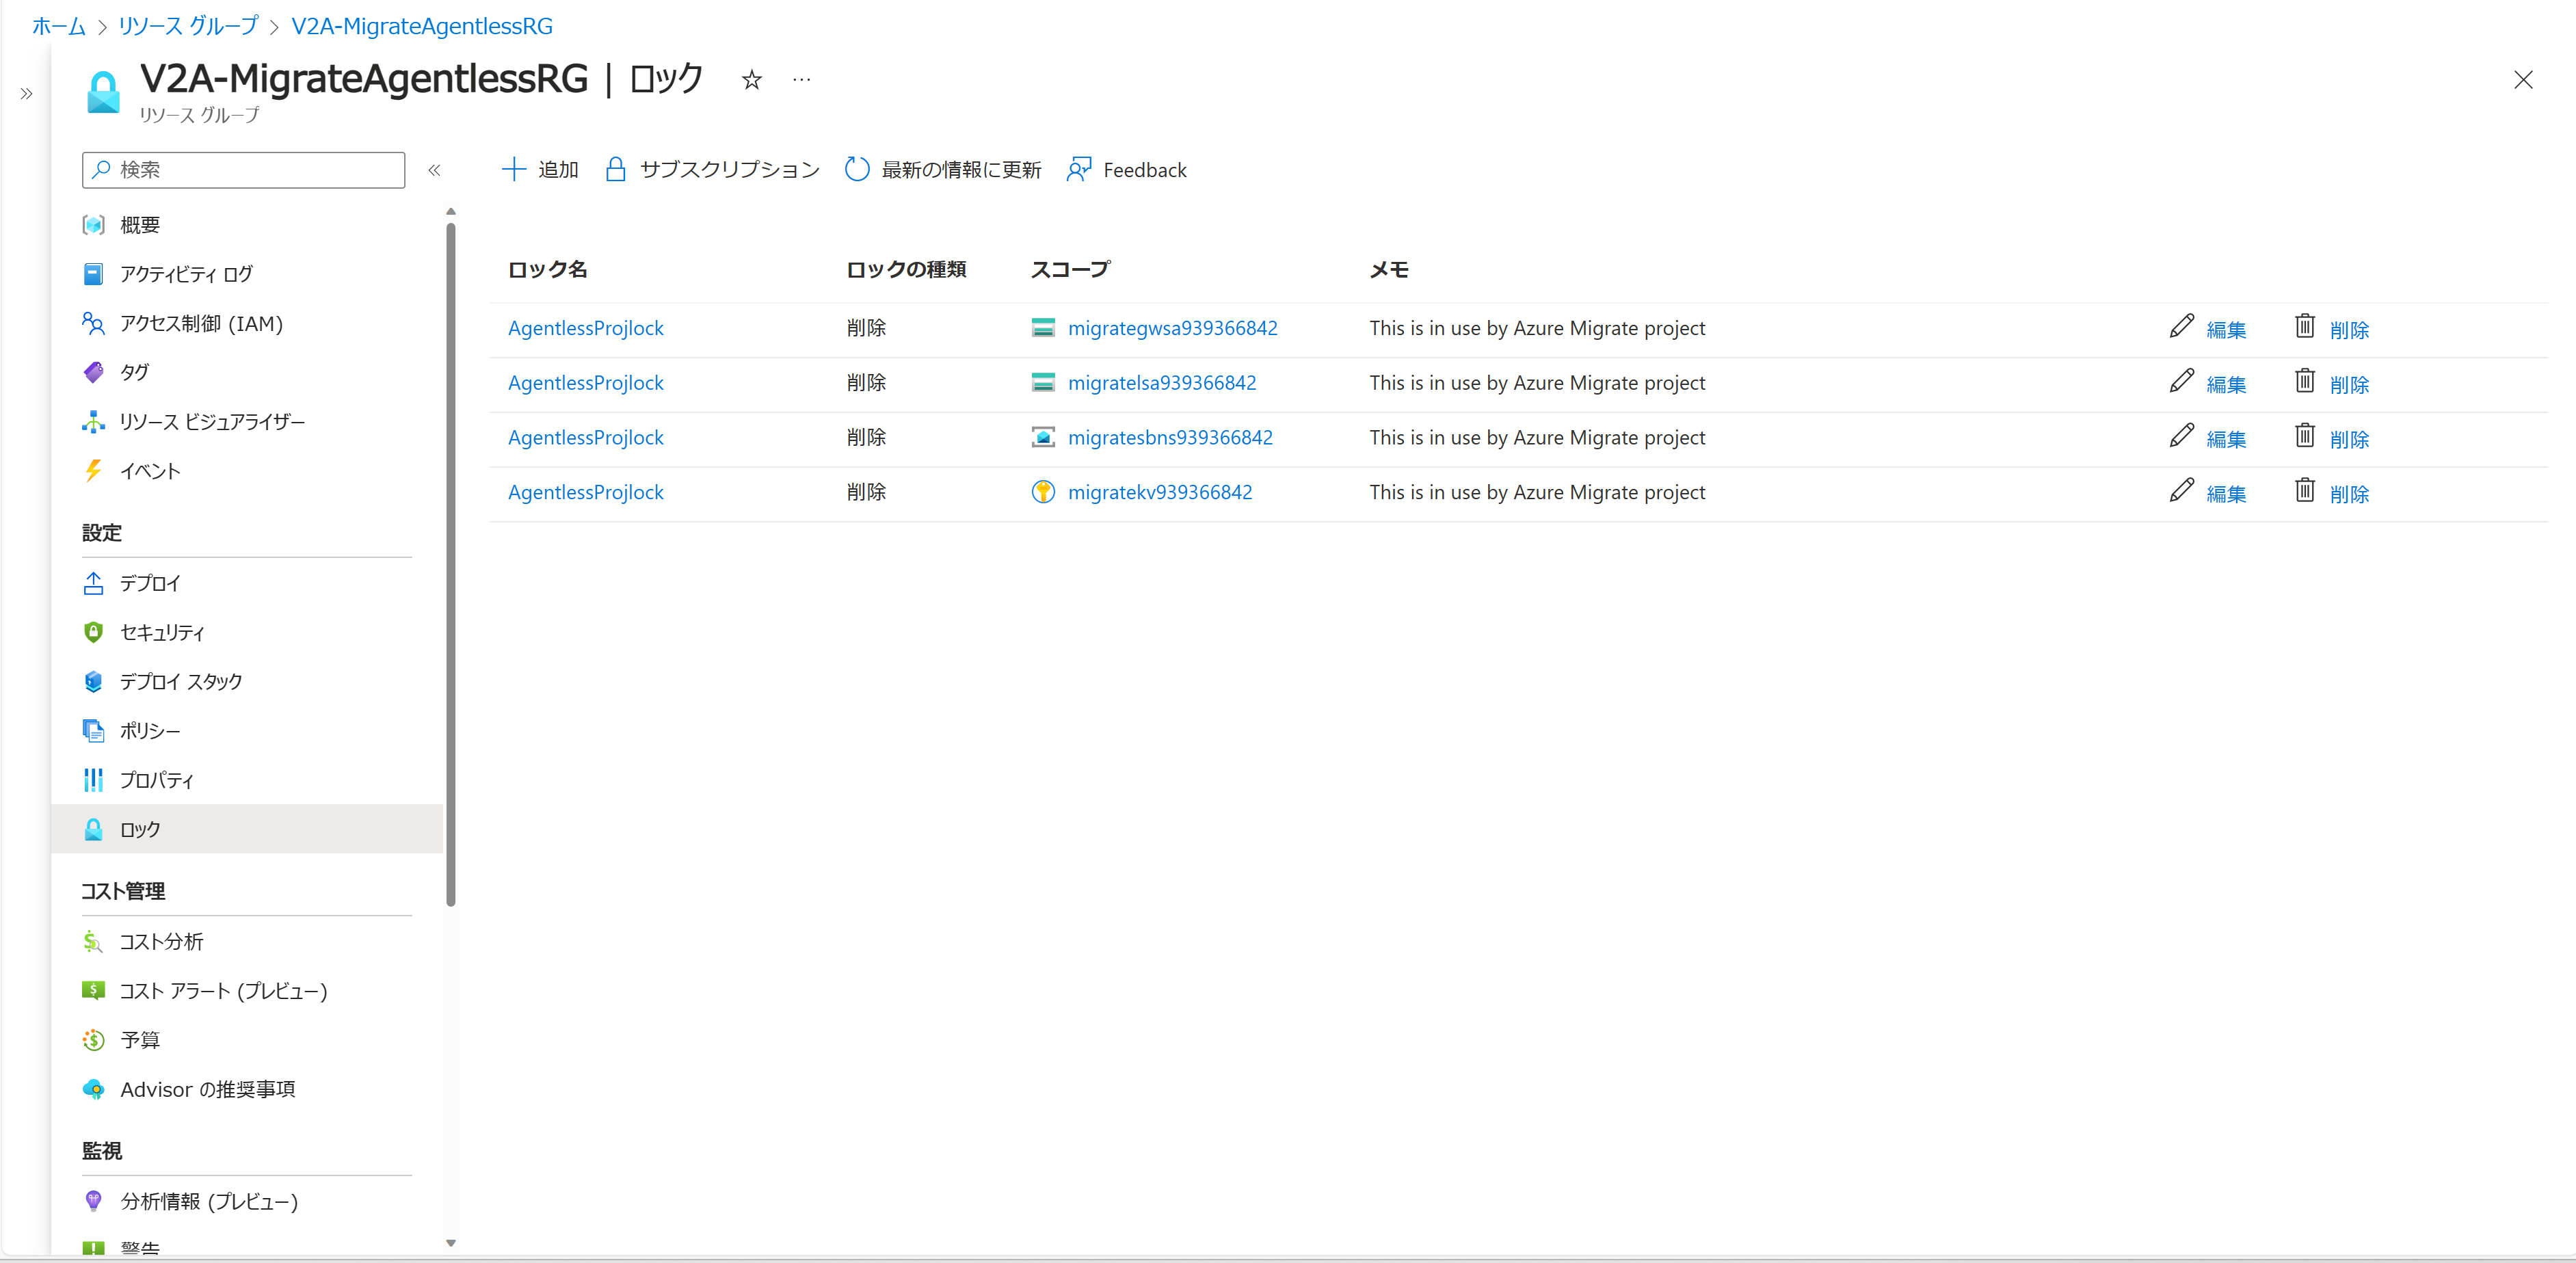 ホーム > リソース グループ > V2A-MigrateAgentlessRG
V2A-MigrateAgentlessRG | ロック ☆ …
リソース グループ
検索
追加 サブスクリプション 最新の情報に更新 Feedback
概要
アクティビティ ログ
アクセス制御 (IAM)
タグ
リソース ビジュアライザー
イベント
設定
デプロイ
セキュリティ
デプロイ スタック
ポリシー
プロパティ
ロック
コスト管理
コスト分析
コスト アラート (プレビュー)
予算
Advisor の推奨事項
監視
分析情報 (プレビュー)
警告
ロック名 ロックの種類 スコープ メモ
AgentlessProjlock 削除 migrategwsa939366842 This is in use by Azure Migrate project 編集 削除
AgentlessProjlock 削除 migratelsa939366842 This is in use by Azure Migrate project 編集 削除
AgentlessProjlock 削除 migratesbns939366842 This is in use by Azure Migrate project 編集 削除
AgentlessProjlock 削除 migratekv939366842 This is in use by Azure Migrate project 編集 削除